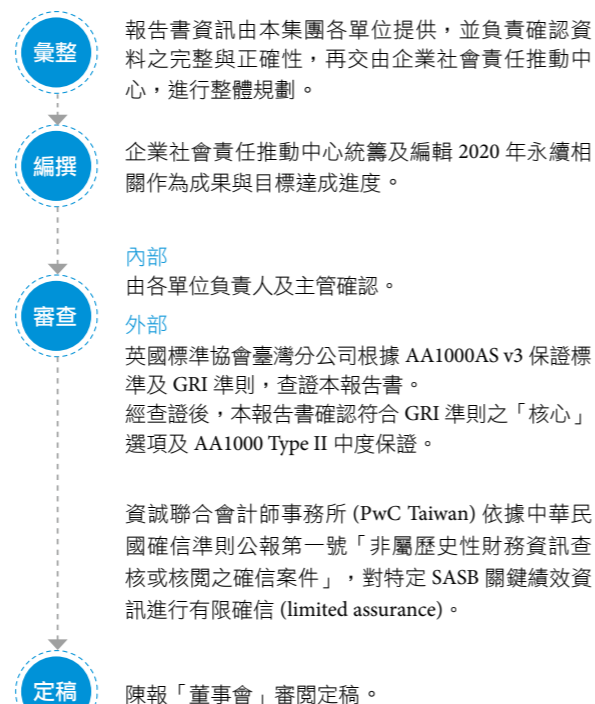 彙整
報告書資訊由本集團各單位提供，並負責確認資
料之完整與正確性，再交由企業社會責任推動中
心，進行整體規劃。
編撰
企業社會責任推動中心統籌及編輯 2020 年永續相
關作為成果與目標達成進度。
審查
內部
由各單位負責人及主管確認。
外部
英國標準協會臺灣分公司根據 AA1000AS v3 保證標
準及 GRI 準則，查證本報告書。
經查證後，本報告書確認符合 GRI 準則之「核心」
選項及 AA1000 Type II 中度保證。
資誠聯合會計師事務所 (PwC Taiwan) 依據中華民
國確信準則公報第一號「非屬歷史性財務資訊查
核或核閱之確信案件」，對特定 SASB 關鍵績效資
訊進行有限確信 (limited assurance)。
定稿
陳報「董事會」審閱定稿。